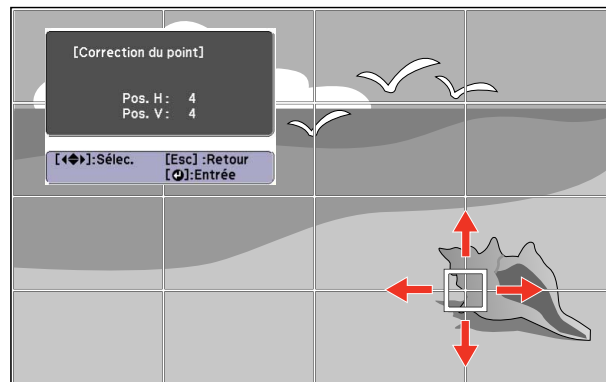 [Correction du point]
Pos. H : 4
Pos. V : 4
[◀◆▶]:Sélec. [Esc] :Retour
[⏎]:Entrée